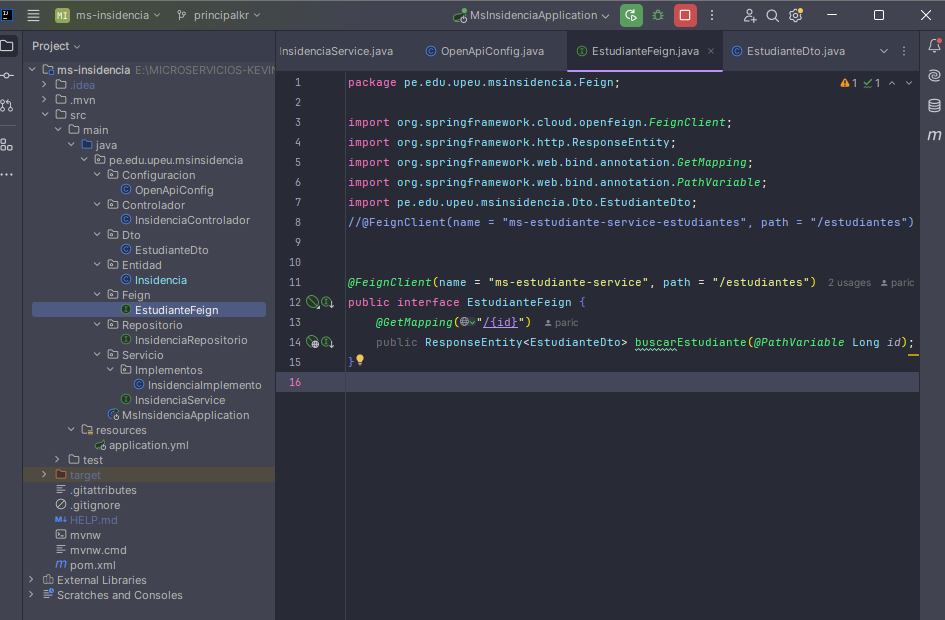 MI ms-insidencia principalkr MsInsidenciaApplication
Project
InsidenciaService.java OpenApiConfig.java EstudianteFeign.java EstudianteDto.java
ms-insidencia E:\MICROSERVICIOS-KEVIN
.idea
.mvn
src
main
java
pe.edu.upeu.msinsidencia
Configuracion
OpenApiConfig
Controlador
InsidenciaControlador
Dto
EstudianteDto
Entidad
Insidencia
Feign
EstudianteFeign
Repositorio
InsidenciaRepositorio
Servicio
Implementos
InsidenciaImplemento
InsidenciaService
MsInsidenciaApplication
resources
application.yml
test
target
.gitattributes
.gitignore
HELP.md
mvnw
mvnw.cmd
pom.xml
External Libraries
Scratches and Consoles
1 package pe.edu.upeu.msinsidencia.Feign;
1 1
2
3 import org.springframework.cloud.openfeign.FeignClient;
4 import org.springframework.http.ResponseEntity;
5 import org.springframework.web.bind.annotation.GetMapping;
6 import org.springframework.web.bind.annotation.PathVariable;
7 import pe.edu.upeu.msinsidencia.Dto.EstudianteDto;
8 //@FeignClient(name = "ms-estudiante-service-estudiantes", path = "/estudiantes")
9
10
11 @FeignClient(name = "ms-estudiante-service", path = "/estudiantes") 2 usages paric
12 public interface EstudianteFeign {
13 @GetMapping("/{id}") paric
14 public ResponseEntity<EstudianteDto> buscarEstudiante(@PathVariable Long id);
15 }
16